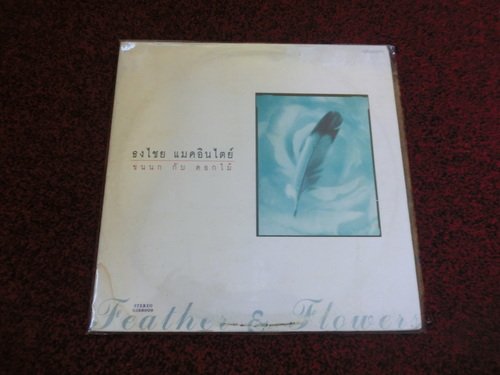 ธงไชย แมคอินไตย์
ขนนก กับ ดอกไม้
STEREO
Feather & Flowers